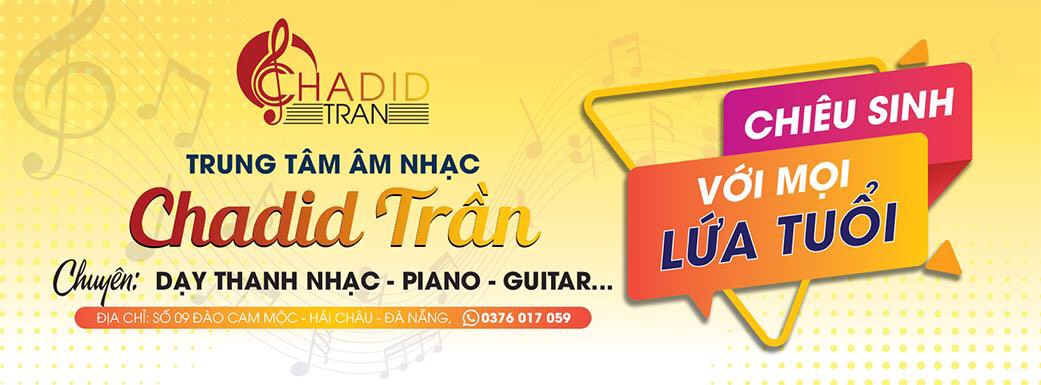 CHADID
TRAN
TRUNG TÂM ÂM NHẠC
Chadid Trần
Chuyên: DẠY THANH NHẠC - PIANO - GUITAR...
ĐỊA CHỈ: SỐ 09 ĐÀO CAM MỘC - HẢI CHÂU - ĐÀ NẴNG, 0376 017 059
CHIÊU SINH
VỚI MỌI
LỨA TUỔI